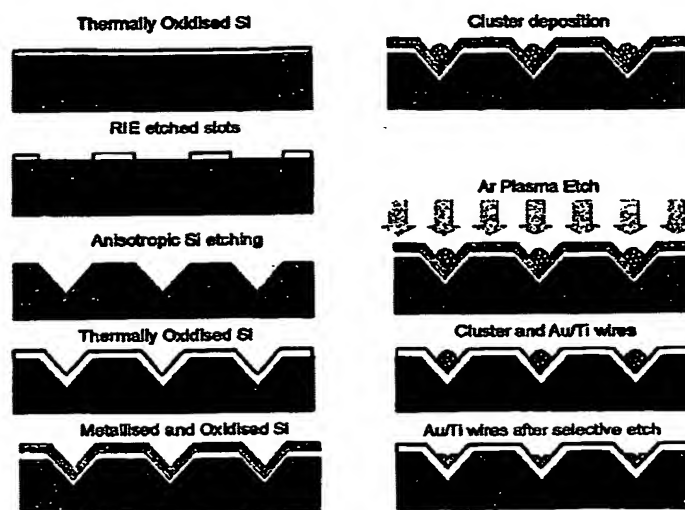 Thermally Oxidised Si
RIE etched slots
Anisotropic Si etching
Thermally Oxidised Si
Metallised and Oxidised Si
Cluster deposition
Ar Plasma Etch
Cluster and Au/Ti wires
Au/Ti wires after selective etch